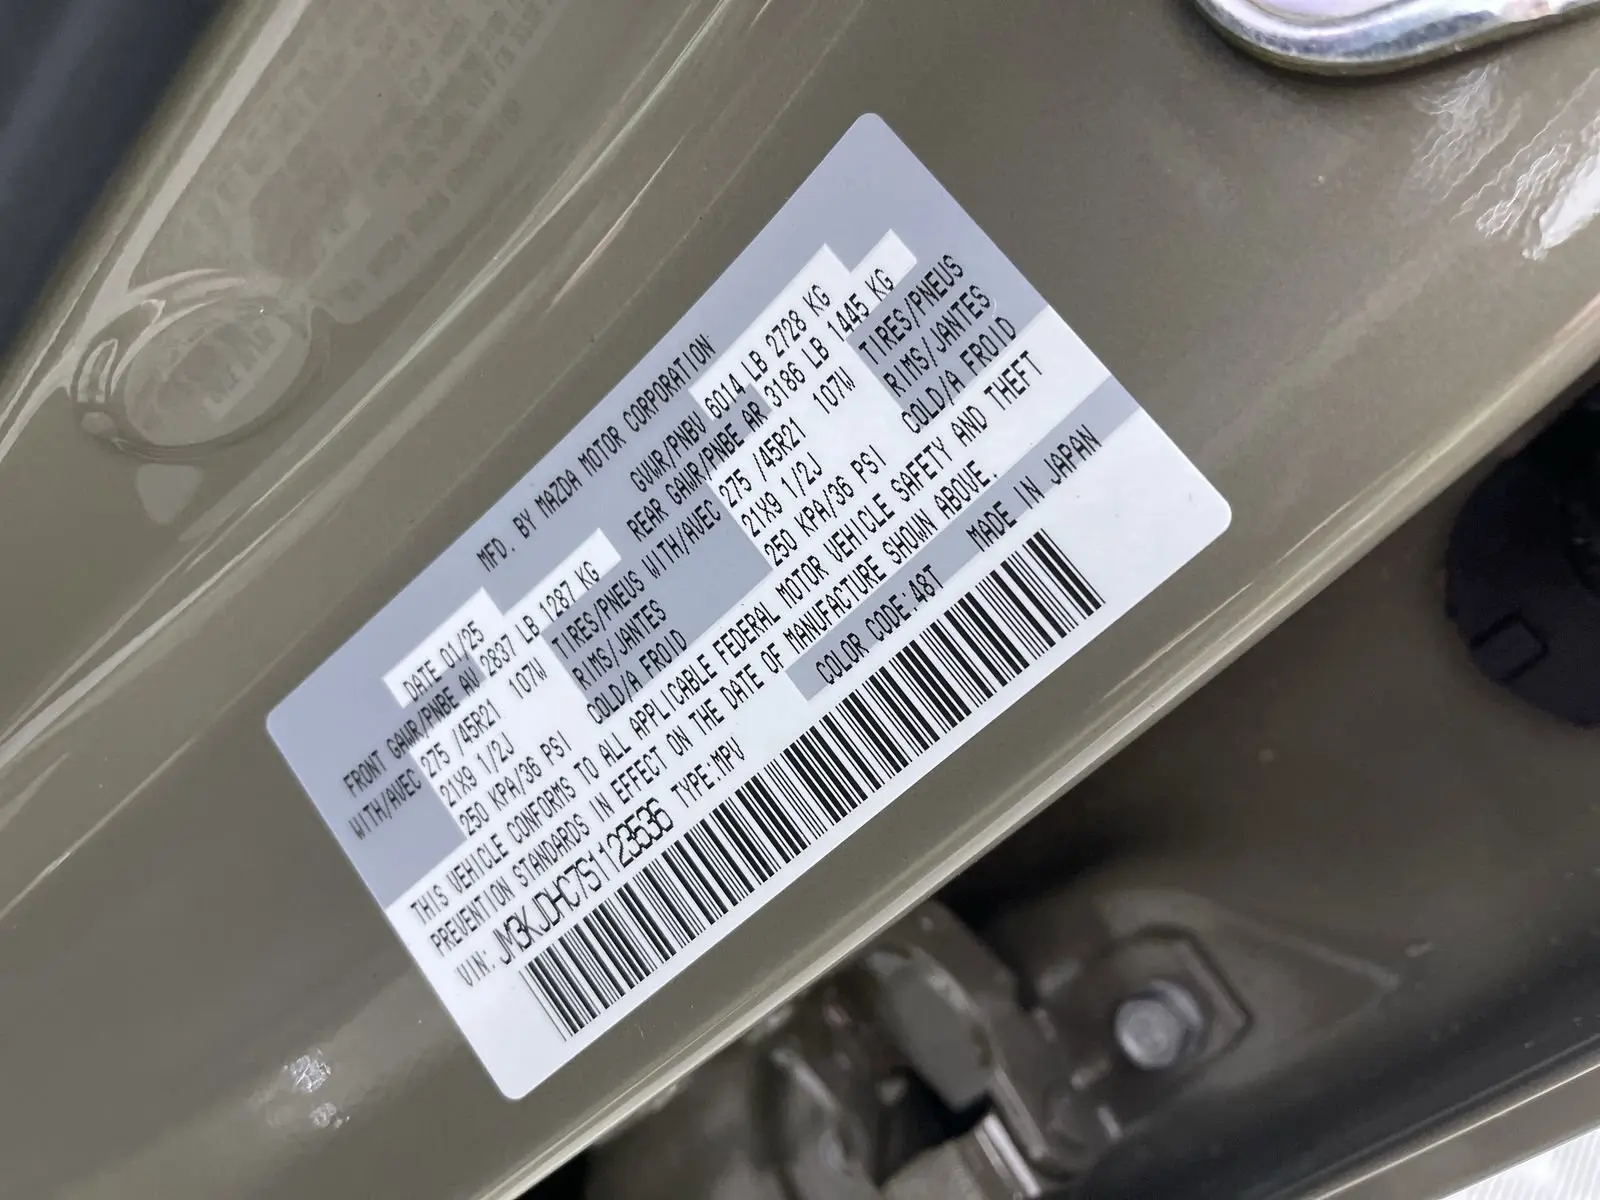 MFD. BY MAZDA MOTOR CORPORATION
DATE 01/25 GVWR/PNBV 6014 LB 2728 KG
FRONT GAWR/PNBE AV 2837 LB 1287 KG REAR GAWR/PNBE AR 3186 LB 1445 KG
WITH/AVEC 275 /45R21 107W TIRES/PNEUS WITH/AVEC 275 /45R21 107W TIRES/PNEUS
21X9 1/2J RIMS/JANTES 21X9 1/2J RIMS/JANTES
250 KPA/36 PSI COLD/A FROID 250 KPA/36 PSI COLD/A FROID
THIS VEHICLE CONFORMS TO ALL APPLICABLE FEDERAL MOTOR VEHICLE SAFETY AND THEFT
PREVENTION STANDARDS IN EFFECT ON THE DATE OF MANUFACTURE SHOWN ABOVE.
VIN: JM3KJDHC7S1123536 TYPE:MPV COLOR CODE:48T MADE IN JAPAN